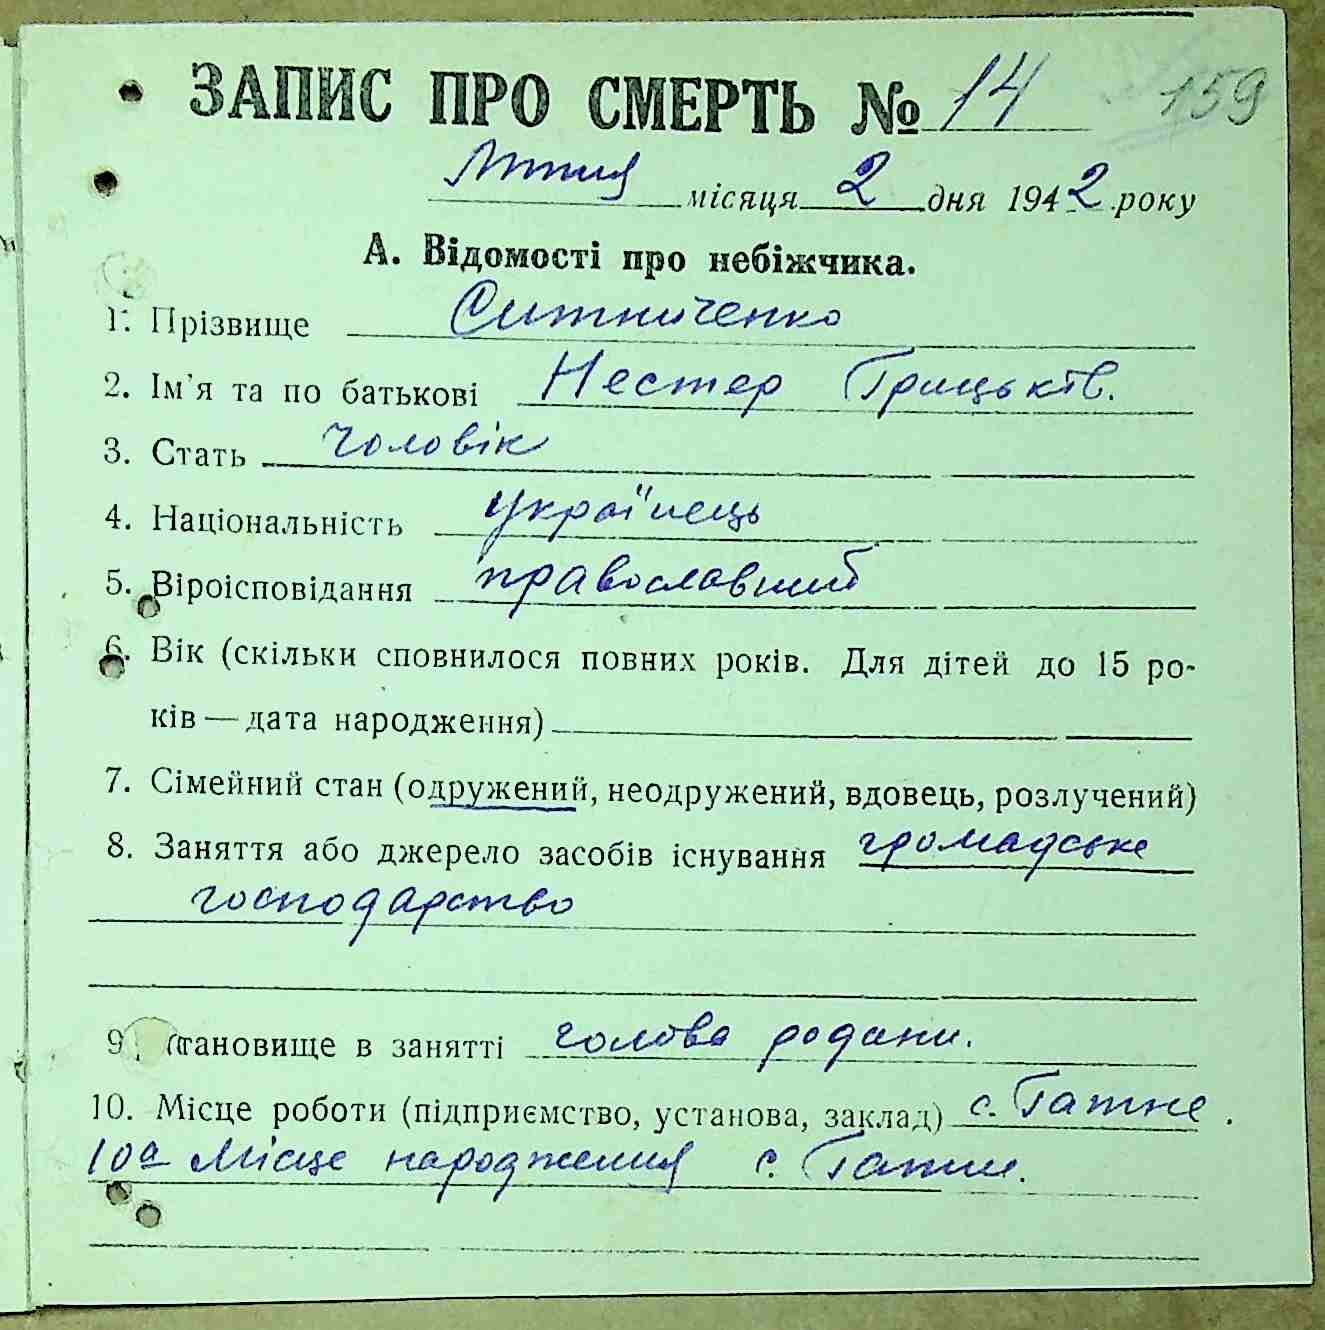 ЗАПИС ПРО СМЕРТЬ № 14 159
Лютня місяця 2 дня 1942 року
А. Відомості про небіжчика.
1. Прізвище Ситниченко
2. Ім'я та по батькові Нестер Грицьків.
3. Стать чоловік
4. Національність українець
5. Віроісповідання православний
6. Вік (скільки сповнилося повних років. Для дітей до 15 ро-
ків — дата народження)
7. Сімейний стан (одружений, неодружений, вдовець, розлучений)
8. Заняття або джерело засобів існування громадське
господарство
9. Становище в занятті голова родини.
10. Місце роботи (підприємство, установа, заклад) с. Гатне.
10а Місце народження с. Гатне.